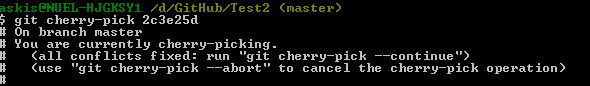 askis@NUEL-HJGKSY1 /d/GitHub/Test2 (master)
$ git cherry-pick 2c3e25d
# On branch master
# You are currently cherry-picking.
#   (all conflicts fixed: run "git cherry-pick --continue")
#   (use "git cherry-pick --abort" to cancel the cherry-pick operation)
#